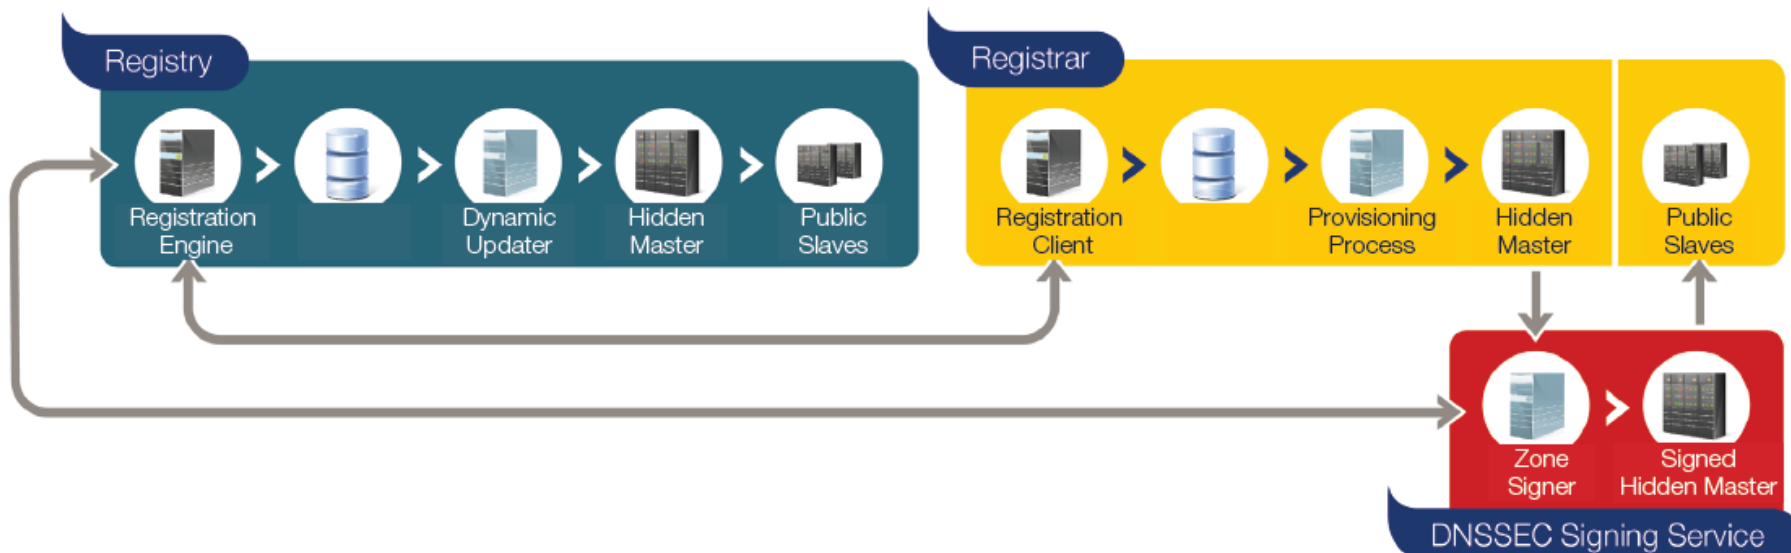 Registry
Registration
Engine
Dynamic
Updater
Hidden
Master
Public
Slaves
Registrar
Registration
Client
Provisioning
Process
Hidden
Master
Public
Slaves
Zone
Signer
Signed
Hidden Master
DNSSEC Signing Service